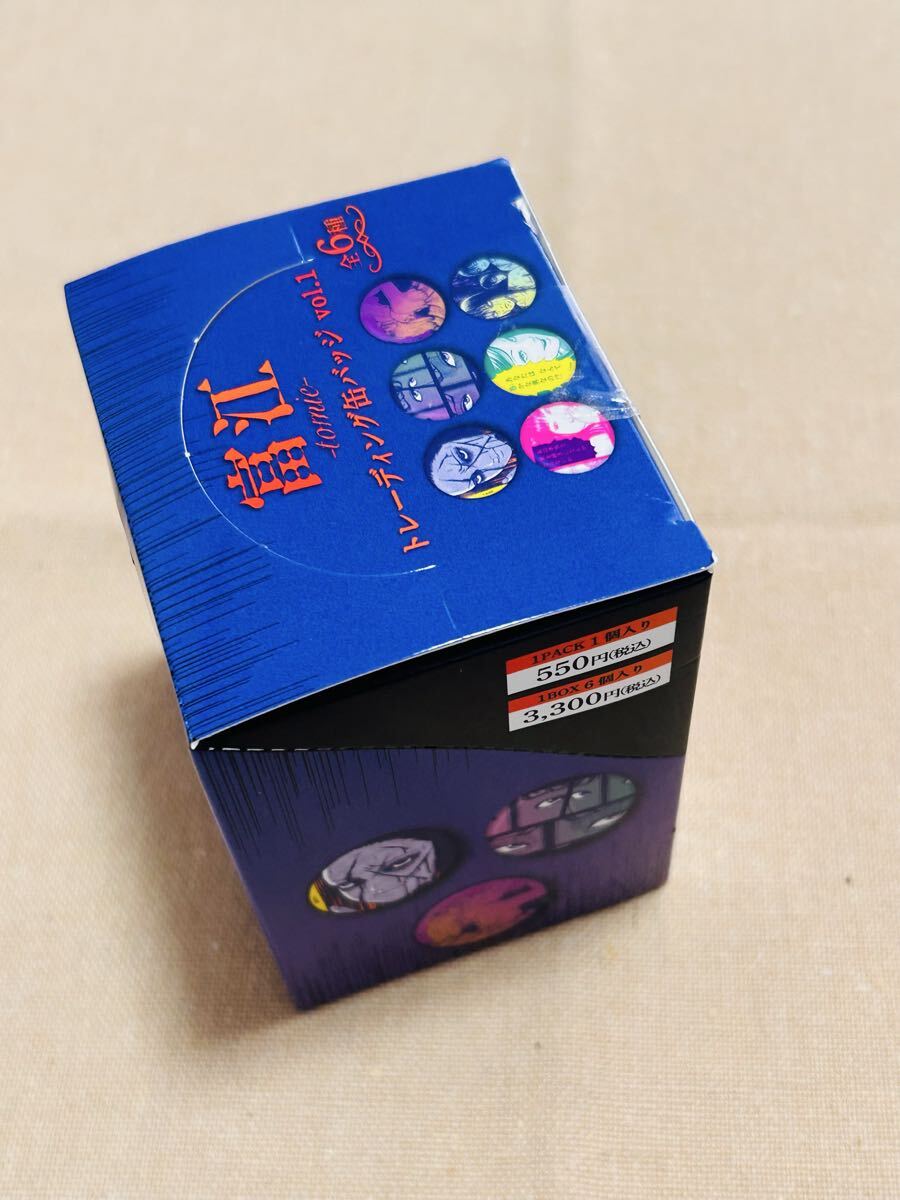 富江
-tomie-
トレーディング缶バッジ vol.1
全6種
1PACK 1個入り
550円(税込)
1BOX 6個入り
3,300円(税込)